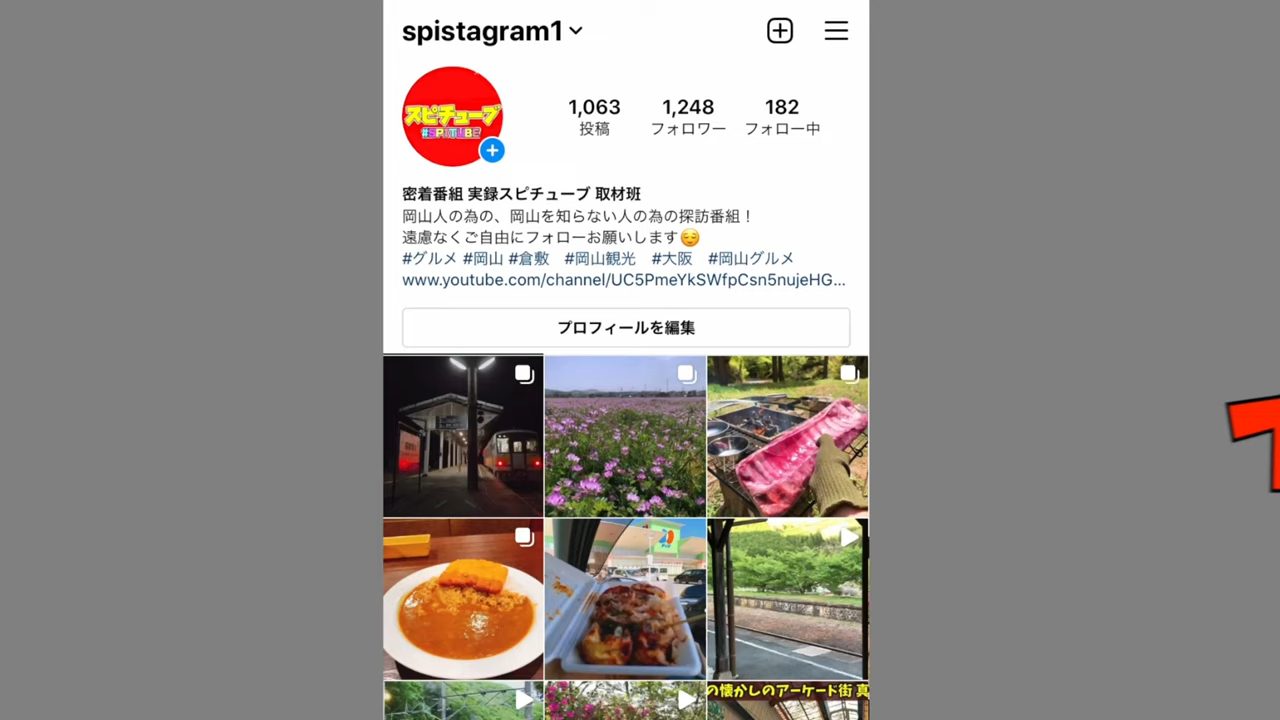 spistagram1
スピチューブ
#SPITUBE
1,063
投稿
1,248
フォロワー
182
フォロー中
密着番組 実録スピチューブ 取材班
岡山人の為の、岡山を知らない人の為の探訪番組！
遠慮なくご自由にフォローお願いします😌
#グルメ #岡山 #倉敷　#岡山観光　#大阪　#岡山グルメ
www.youtube.com/channel/UC5PmeYkSWfpCsn5nujeHG...
プロフィールを編集
の懐かしのアーケード街 真